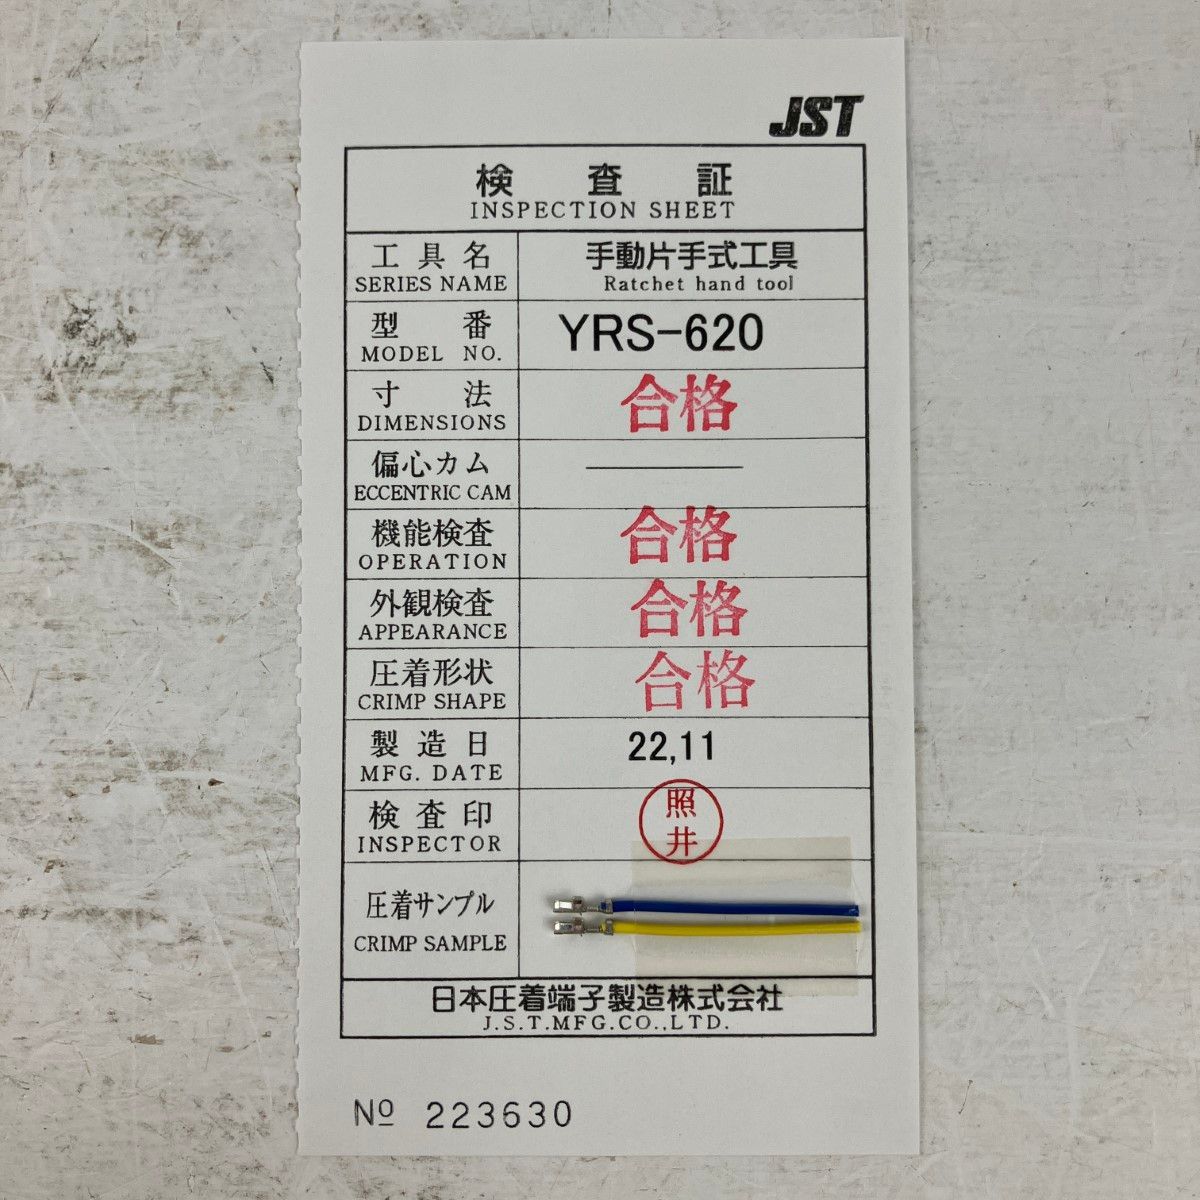 JST
検査証
INSPECTION SHEET
工具名
SERIES NAME
手動片手式工具
Ratchet hand tool
型番
MODEL NO.
YRS-620
寸法
DIMENSIONS
合格
偏心カム
ECCENTRIC CAM
機能検査
OPERATION
合格
外観検査
APPEARANCE
合格
圧着形状
CRIMP SHAPE
合格
製造日
MFG. DATE
22,11
検査印
INSPECTOR
照井
圧着サンプル
CRIMP SAMPLE
日本圧着端子製造株式会社
J.S.T.MFG.CO.,LTD.
№ 223630